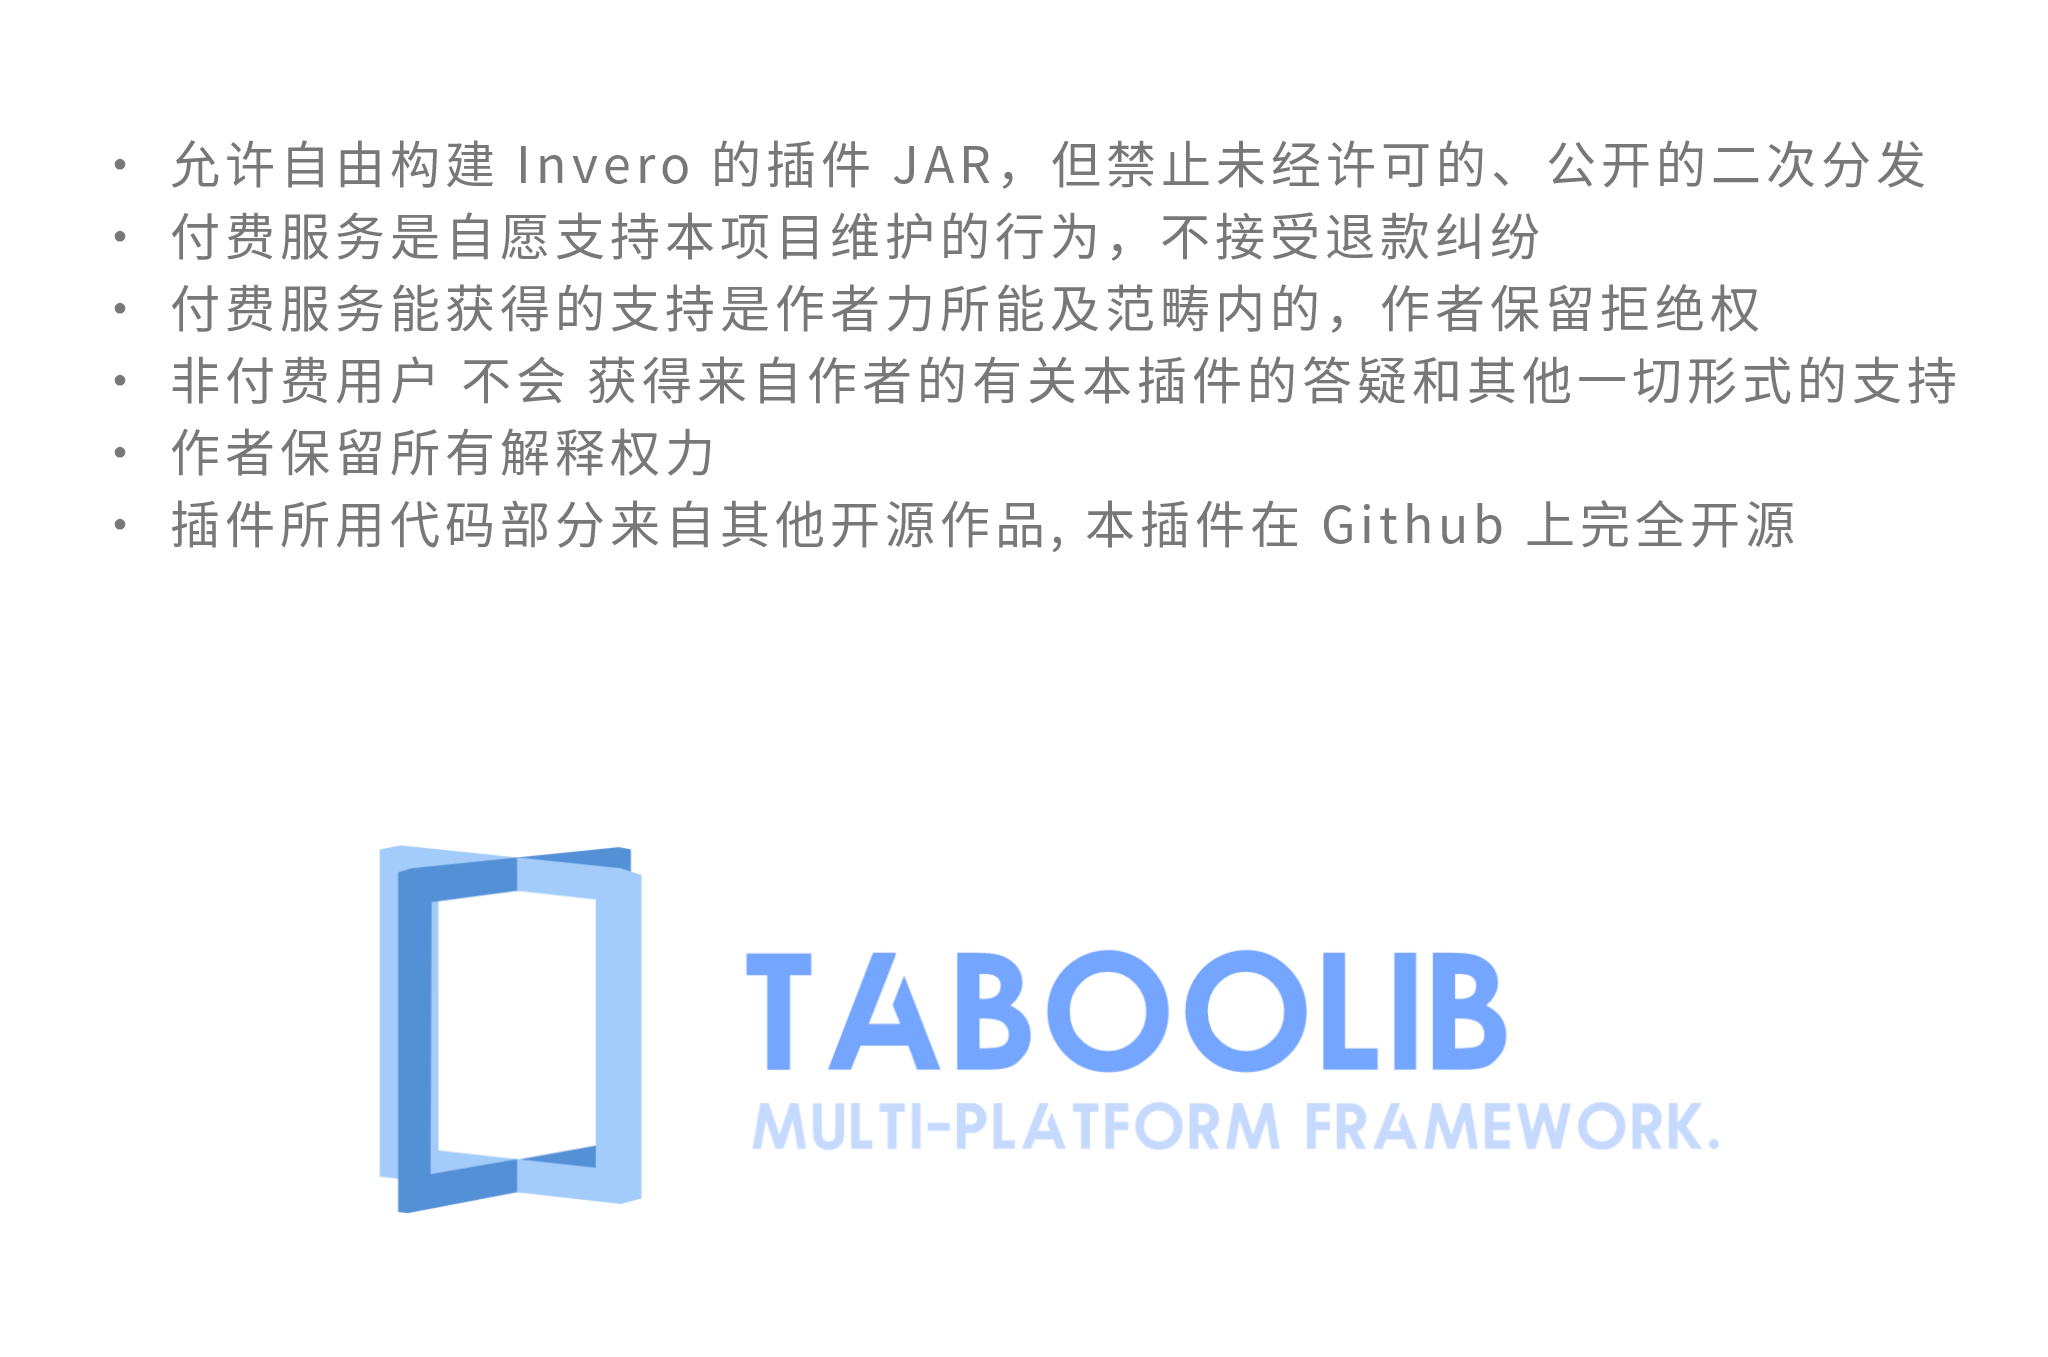 • 允许自由构建 Invero 的插件 JAR，但禁止未经许可的、公开的二次分发
• 付费服务是自愿支持本项目维护的行为，不接受退款纠纷
• 付费服务能获得的支持是作者力所能及范畴内的，作者保留拒绝权
• 非付费用户 不会 获得来自作者的有关本插件的答疑和其他一切形式的支持
• 作者保留所有解释权力
• 插件所用代码部分来自其他开源作品, 本插件在 Github 上完全开源
TABOOLIB
MULTI-PLATFORM FRAMEWORK.